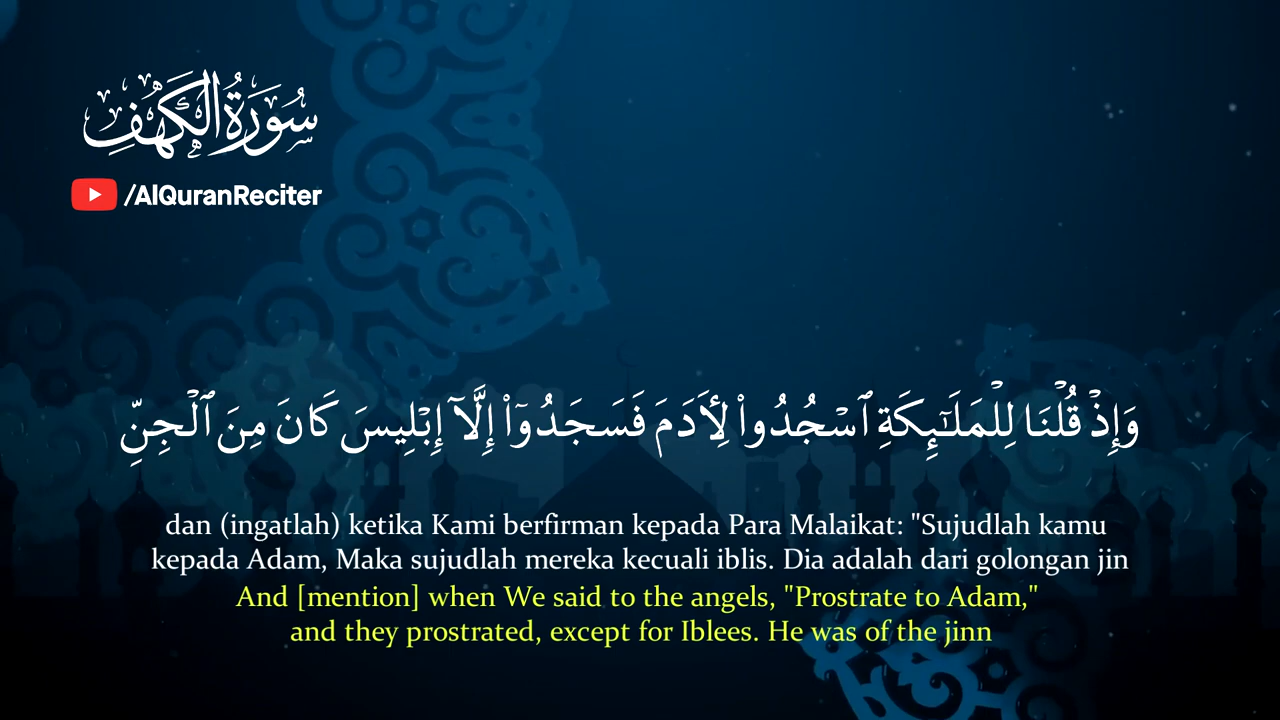 سُورَةُ الكَهْفِ
/AlQuranReciter
وَإِذْ قُلْنَا لِلْمَلَـٰٓئِكَةِ ٱسْجُدُوا۟ لِـَٔادَمَ فَسَجَدُوٓا۟ إِلَّآ إِبْلِيسَ كَانَ مِنَ ٱلْجِنِّ
dan (ingatlah) ketika Kami berfirman kepada Para Malaikat: "Sujudlah kamu
kepada Adam, Maka sujudlah mereka kecuali iblis. Dia adalah dari golongan jin
And [mention] when We said to the angels, "Prostrate to Adam,"
and they prostrated, except for Iblees. He was of the jinn